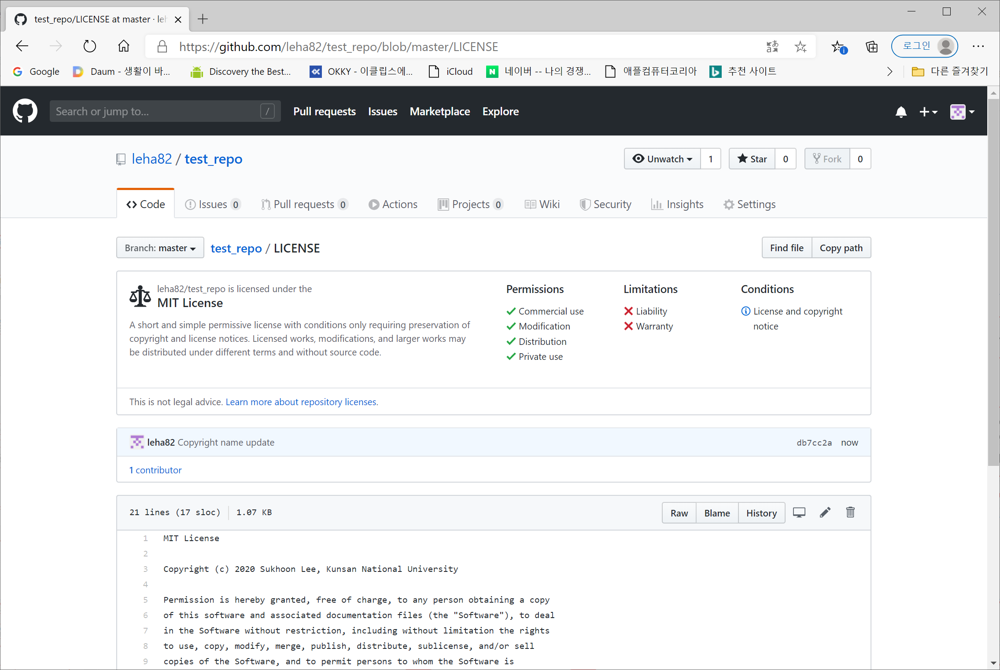 test_repo/LICENSE at master · leh
https://github.com/leha82/test_repo/blob/master/LICENSE
로그인
Google
Daum - 생활이 바...
Discovery the Best...
OKKY - 이클립스에...
iCloud
네이버 -- 나의 경쟁...
애플컴퓨터코리아
추천 사이트
다른 즐겨찾기
Search or jump to...
/
Pull requests
Issues
Marketplace
Explore
leha82 / test_repo
Unwatch 1
Star 0
Fork 0
Code
Issues 0
Pull requests 0
Actions
Projects 0
Wiki
Security
Insights
Settings
Branch: master
test_repo / LICENSE
Find file
Copy path
leha82/test_repo is licensed under the
MIT License
A short and simple permissive license with conditions only requiring preservation of
copyright and license notices. Licensed works, modifications, and larger works may
be distributed under different terms and without source code.
Permissions
Commercial use
Modification
Distribution
Private use
Limitations
Liability
Warranty
Conditions
License and copyright
notice
This is not legal advice. Learn more about repository licenses.
leha82 Copyright name update
db7cc2a now
1 contributor
21 lines (17 sloc) 1.07 KB
Raw
Blame
History
1 MIT License
2
3 Copyright (c) 2020 Sukhoon Lee, Kunsan National University
4
5 Permission is hereby granted, free of charge, to any person obtaining a copy
6 of this software and associated documentation files (the "Software"), to deal
7 in the Software without restriction, including without limitation the rights
8 to use, copy, modify, merge, publish, distribute, sublicense, and/or sell
9 copies of the Software, and to permit persons to whom the Software is